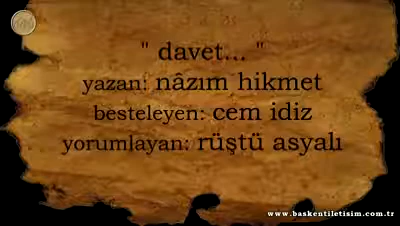 " davet... "
yazan: nâzım hikmet
besteleyen: cem idiz
yorumlayan: rüştü asyalı
www.baskentiletisim.com.tr